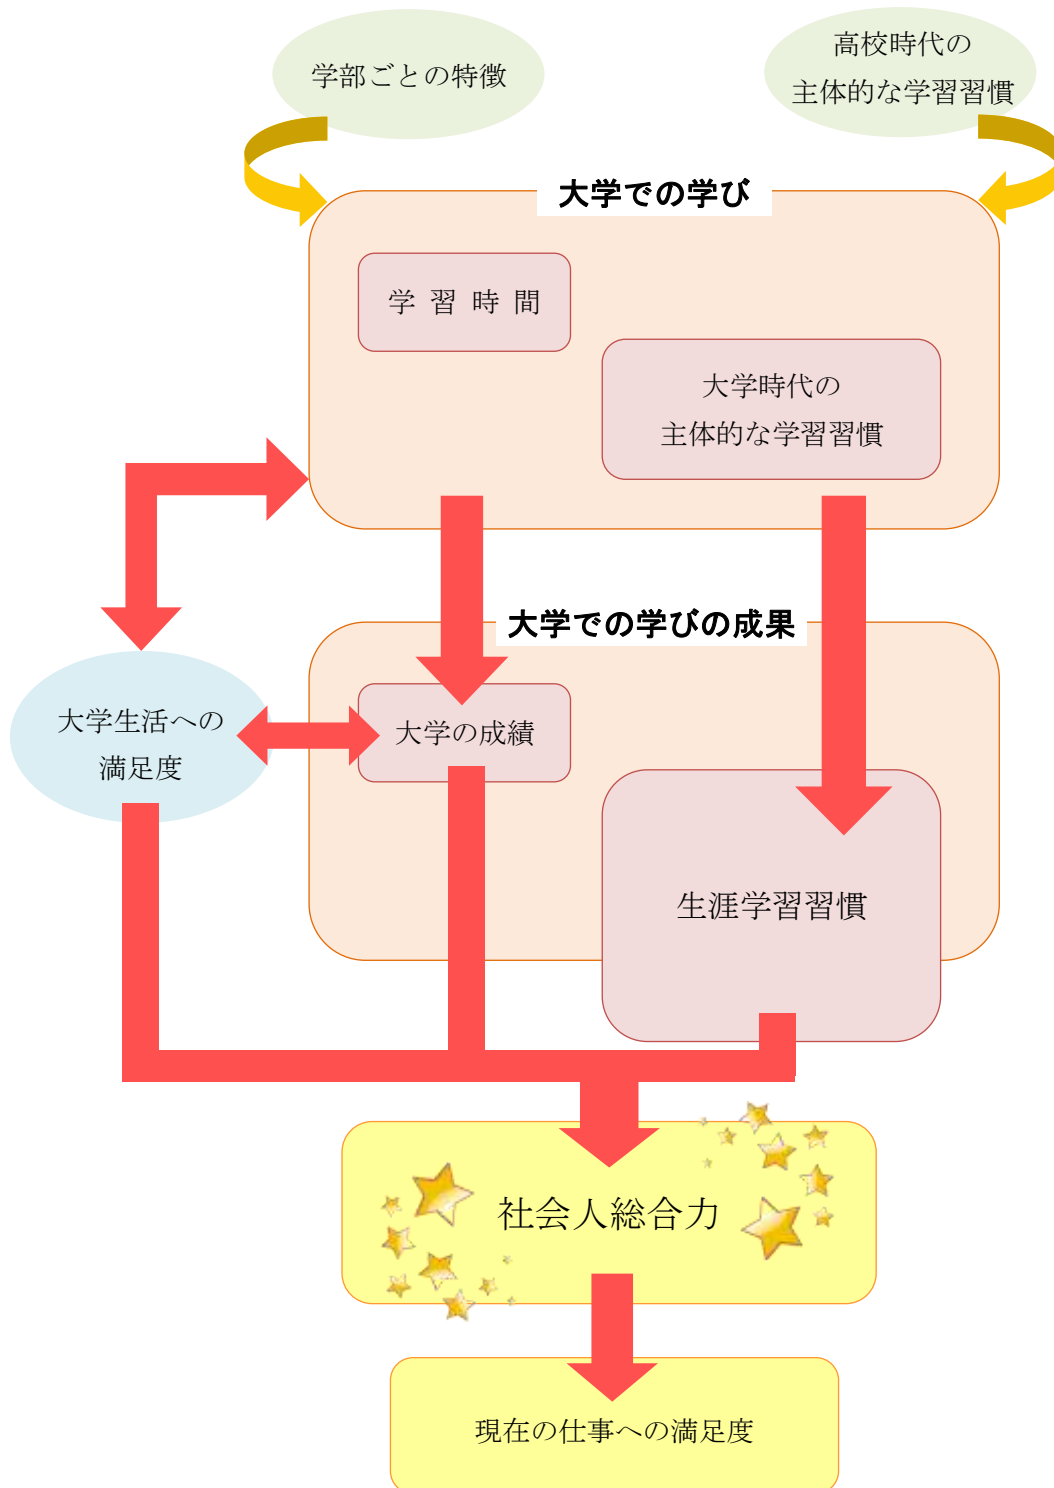 学部ごとの特徴
高校時代の
主体的な学習習慣
大学での学び
学 習 時 間
大学時代の
主体的な学習習慣
大学での学びの成果
大学生活への
満足度
大学の成績
生涯学習習慣
社会人総合力
現在の仕事への満足度